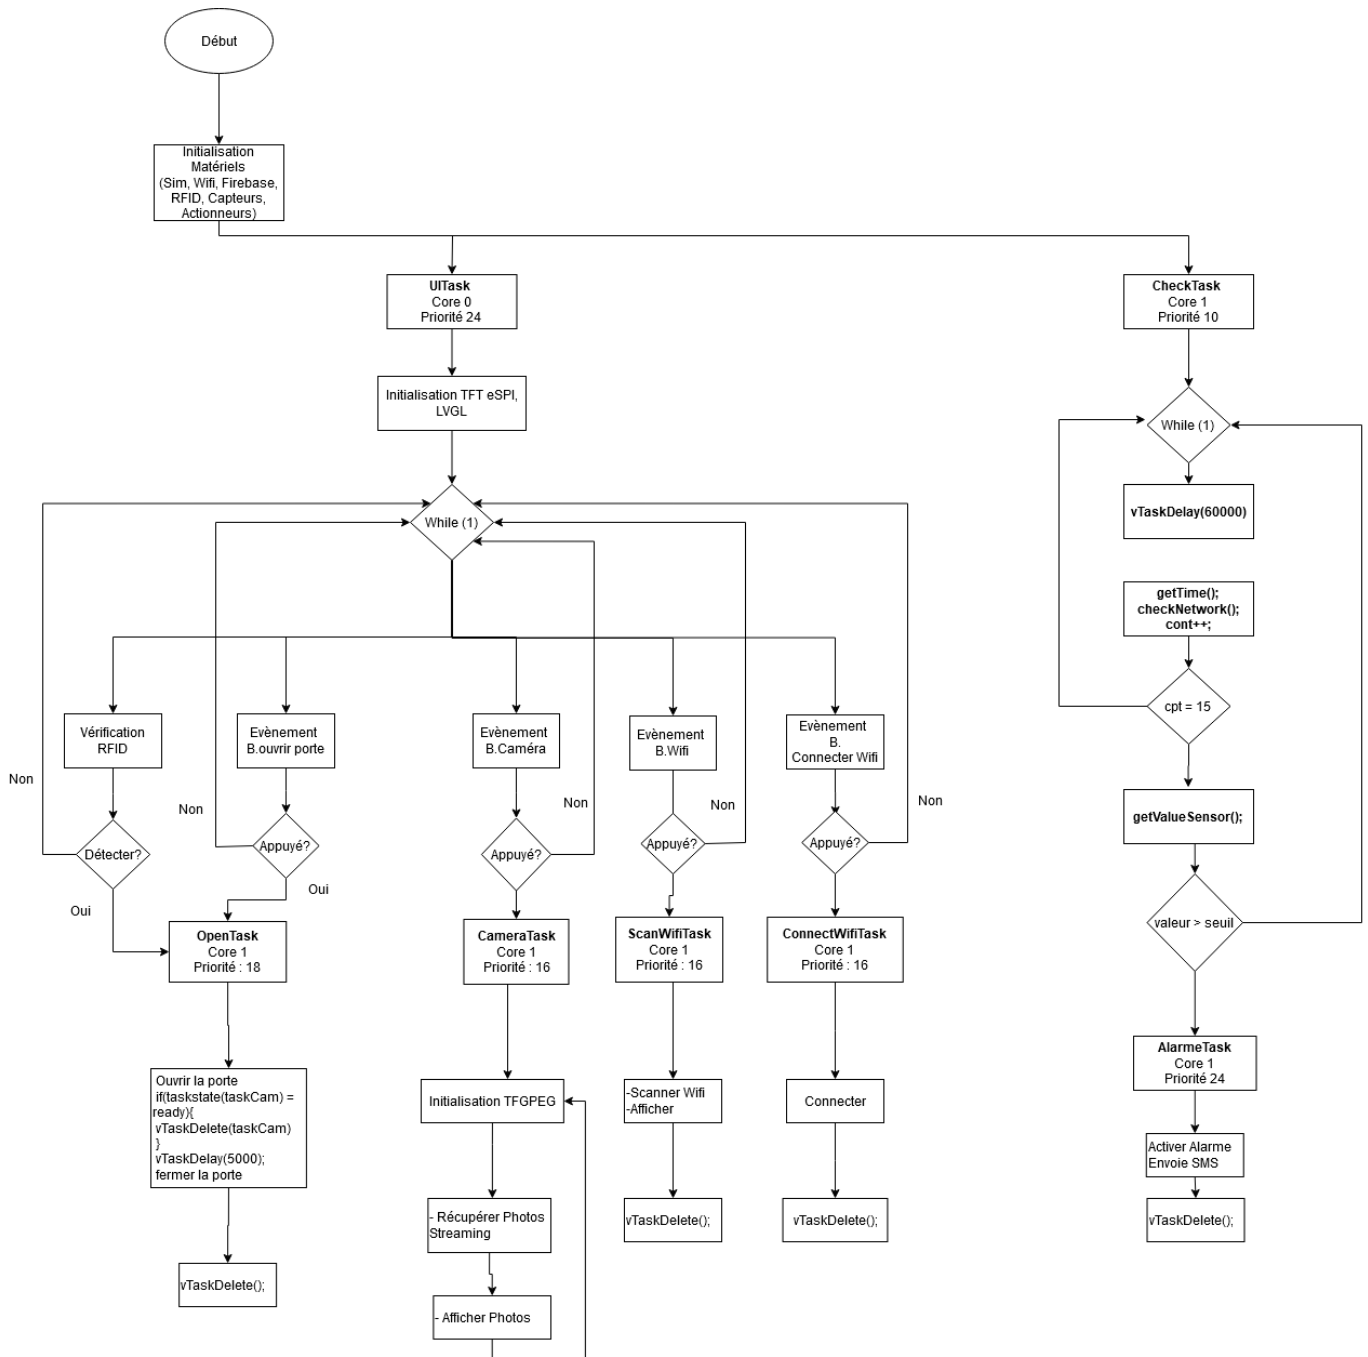 Début
Initialisation
Matériels
(Sim, Wifi, Firebase,
RFID, Capteurs,
Actionneurs)
UITask
Core 0
Priorité 24
CheckTask
Core 1
Priorité 10
Initialisation TFT eSPI,
LVGL
While (1)
While (1)
vTaskDelay(60000)
getTime();
checkNetwork();
cont++;
cpt = 15
Vérification
RFID
Evènement
B.ouvrir porte
Evènement
B.Caméra
Evènement
B.Wifi
Evènement
B.
Connecter Wifi
Non
Non
Non
Non
Non
getValueSensor();
Détecter?
Appuyé?
Appuyé?
Appuyé?
Appuyé?
Oui
Oui
valeur > seuil
OpenTask
Core 1
Priorité : 18
CameraTask
Core 1
Priorité : 16
ScanWifiTask
Core 1
Priorité : 16
ConnectWifiTask
Core 1
Priorité : 16
AlarmeTask
Core 1
Priorité 24
Ouvrir la porte
if(taskstate(taskCam) =
ready){
vTaskDelete(taskCam)
}
vTaskDelay(5000);
fermer la porte
Initialisation TFGPEG
-Scanner Wifi
-Afficher
Connecter
Activer Alarme
Envoie SMS
- Récupérer Photos
Streaming
vTaskDelete();
vTaskDelete();
vTaskDelete();
vTaskDelete();
- Afficher Photos